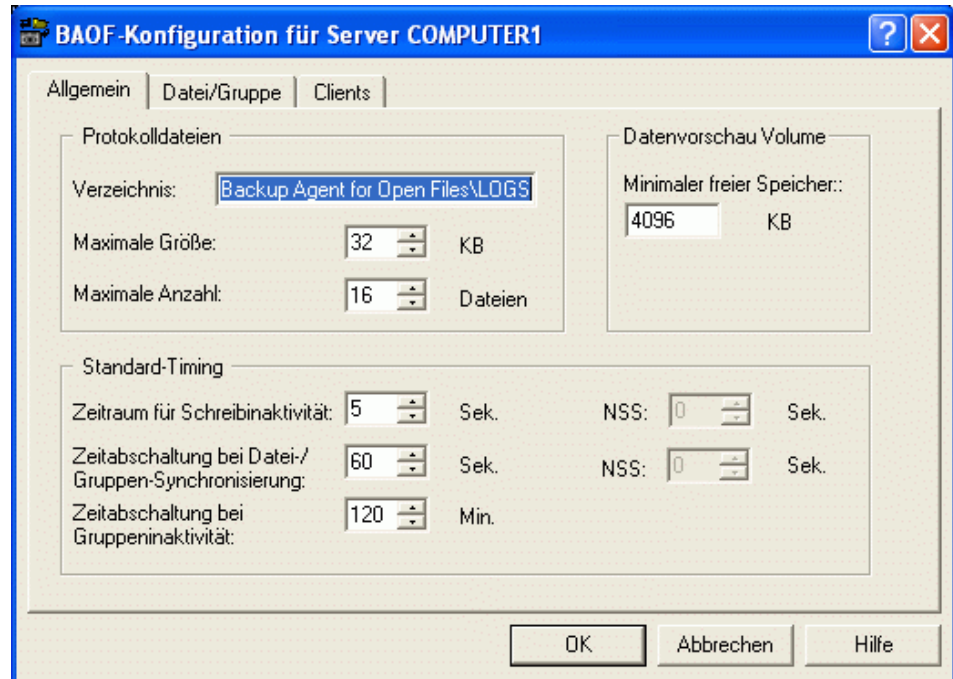 BAOF-Konfiguration für Server COMPUTER1
Allgemein Datei/Gruppe Clients
Protokolldateien
Verzeichnis: Backup Agent for Open Files\LOGS
Maximale Größe: 32 KB
Maximale Anzahl: 16 Dateien
Datenvorschau Volume
Minimaler freier Speicher::
4096 KB
Standard-Timing
Zeitraum für Schreibinaktivität: 5 Sek. NSS: 0 Sek.
Zeitabschaltung bei Datei-/
Gruppen-Synchronisierung: 60 Sek. NSS: 0 Sek.
Zeitabschaltung bei
Gruppeninaktivität: 120 Min.
OK Abbrechen Hilfe